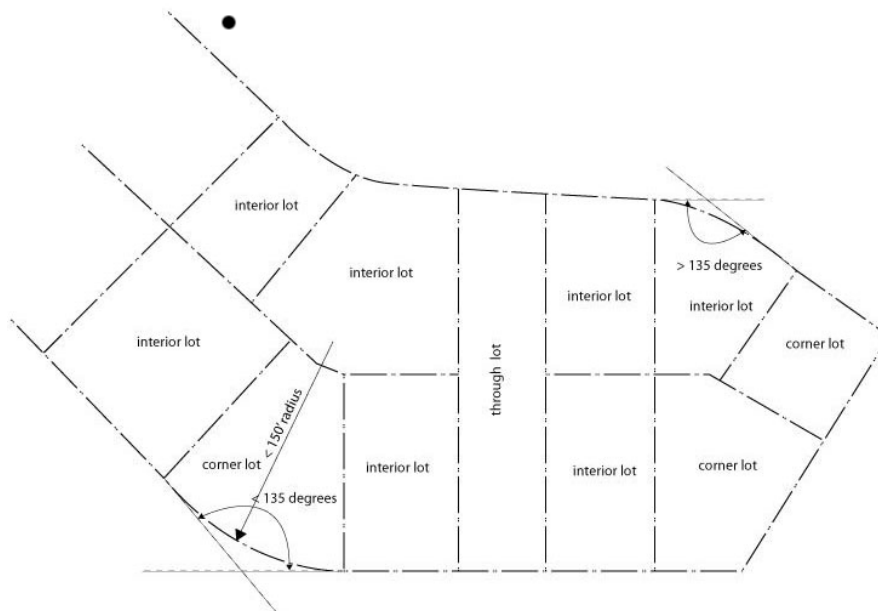 interior lot
interior lot
> 135 degrees
interior lot
interior lot
interior lot
corner lot
through lot
< 150' radius
corner lot
interior lot
interior lot
corner lot
< 135 degrees